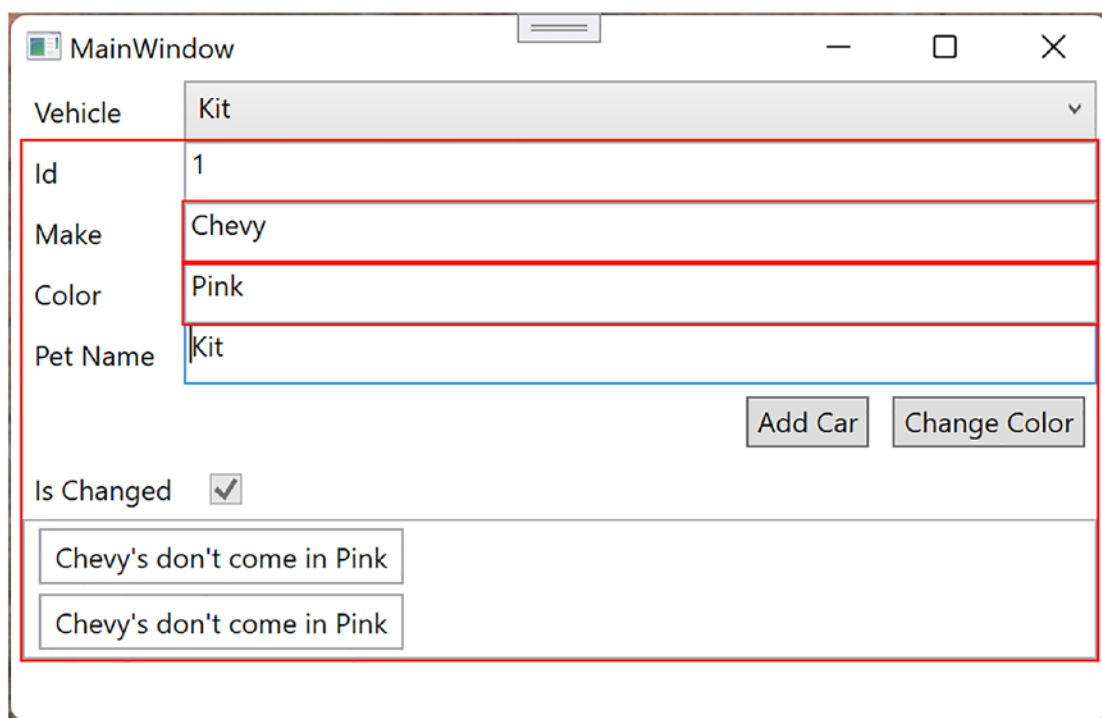 MainWindow
Vehicle Kit
Id 1
Make Chevy
Color Pink
Pet Name Kit
Add Car Change Color
Is Changed
Chevy's don't come in Pink
Chevy's don't come in Pink